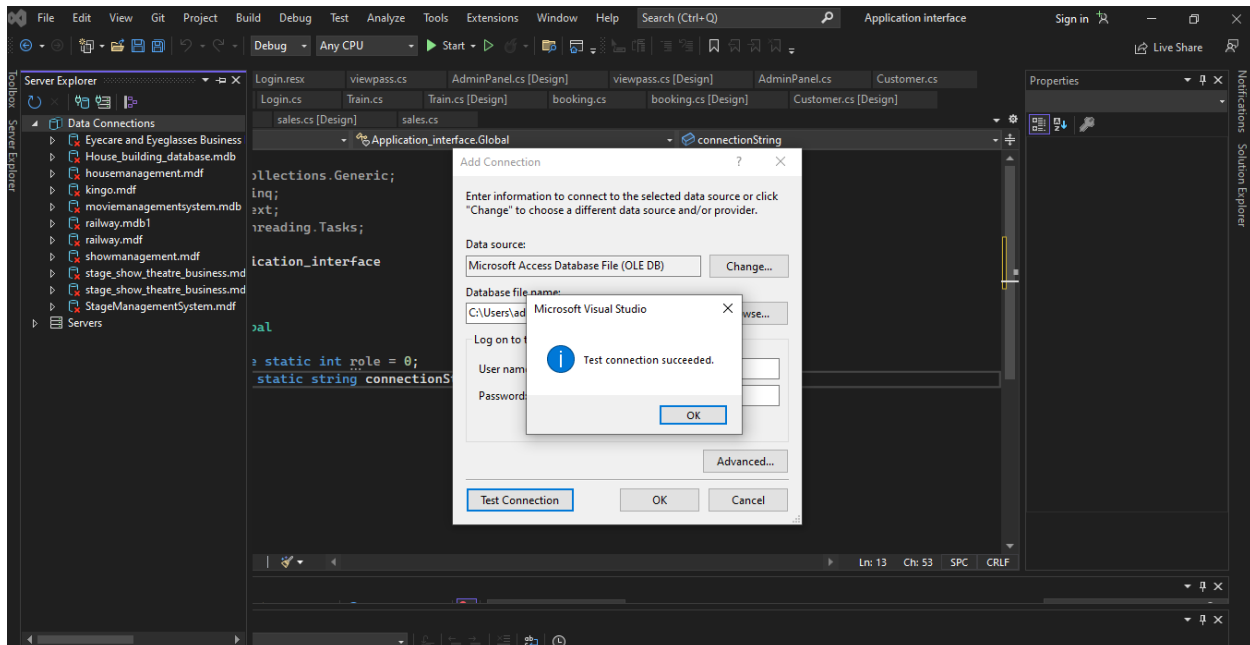 File Edit View Git Project Build Debug Test Analyze Tools Extensions Window Help Search (Ctrl+Q) Application interface Sign in
Debug Any CPU Start Live Share
Toolbox
Server Explorer
Server Explorer
Data Connections
Eyecare and Eyeglasses Business
House_building_database.mdb
housemanagement.mdf
kingo.mdf
moviemanagementsystem.mdb
railway.mdb1
railway.mdf
showmanagement.mdf
stage_show_theatre_business.md
stage_show_theatre_business.md
StageManagementSystem.mdf
Servers
Login.resx viewpass.cs AdminPanel.cs [Design] viewpass.cs [Design] AdminPanel.cs Customer.cs
Login.cs Train.cs Train.cs [Design] booking.cs booking.cs [Design] Customer.cs [Design]
sales.cs [Design] sales.cs
Application_interface.Global connectionString
ollections.Generic;
inq;
ext;
hreading.Tasks;
ication_interface
bal
e static int role = 0;
static string connectionS
Add Connection ?
Enter information to connect to the selected data source or click
"Change" to choose a different data source and/or provider.
Data source:
Microsoft Access Database File (OLE DB) Change...
Database file name:
C:\Users\ad wse...
Log on to t
User nam
Password:
Advanced...
Test Connection OK Cancel
Microsoft Visual Studio
Test connection succeeded.
OK
Ln: 13 Ch: 53 SPC CRLF
Properties
Notifications
Solution Explorer